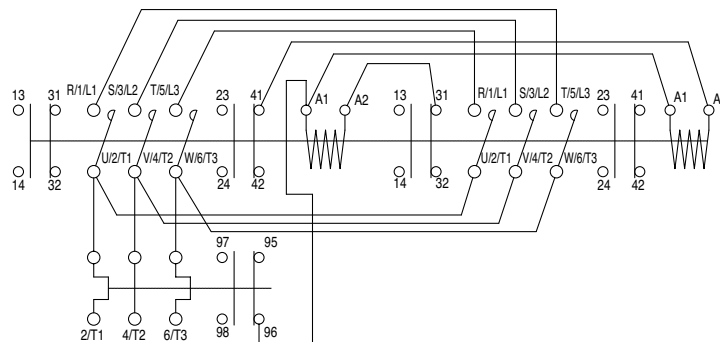 13 31 R/1/L1 S/3/L2 T/5/L3 23 41 A1 A2 13 31 R/1/L1 S/3/L2 T/5/L3 23 41 A1 A
14 32 U/2/T1 V/4/T2 W/6/T3 24 42 14 32 U/2/T1 V/4/T2 W/6/T3 24 42
97 95
2/T1 4/T2 6/T3 98 96